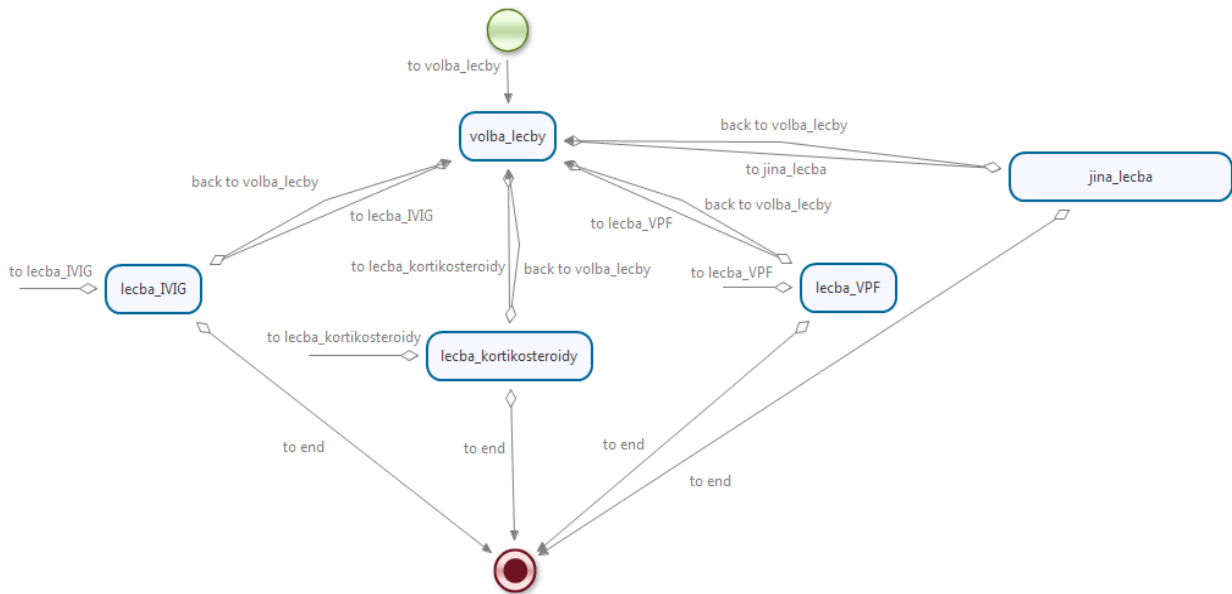 to volba_lecby
volba_lecby
back to volba_lecby
to jina_lecba
jina_lecba
back to volba_lecby
to lecba_IVIG
to lecba_VPF
back to volba_lecby
to lecba_IVIG
lecba_IVIG
to lecba_kortikosteroidy
back to volba_lecby
to lecba_VPF
lecba_VPF
to lecba_kortikosteroidy
lecba_kortikosteroidy
to end
to end
to end
to end